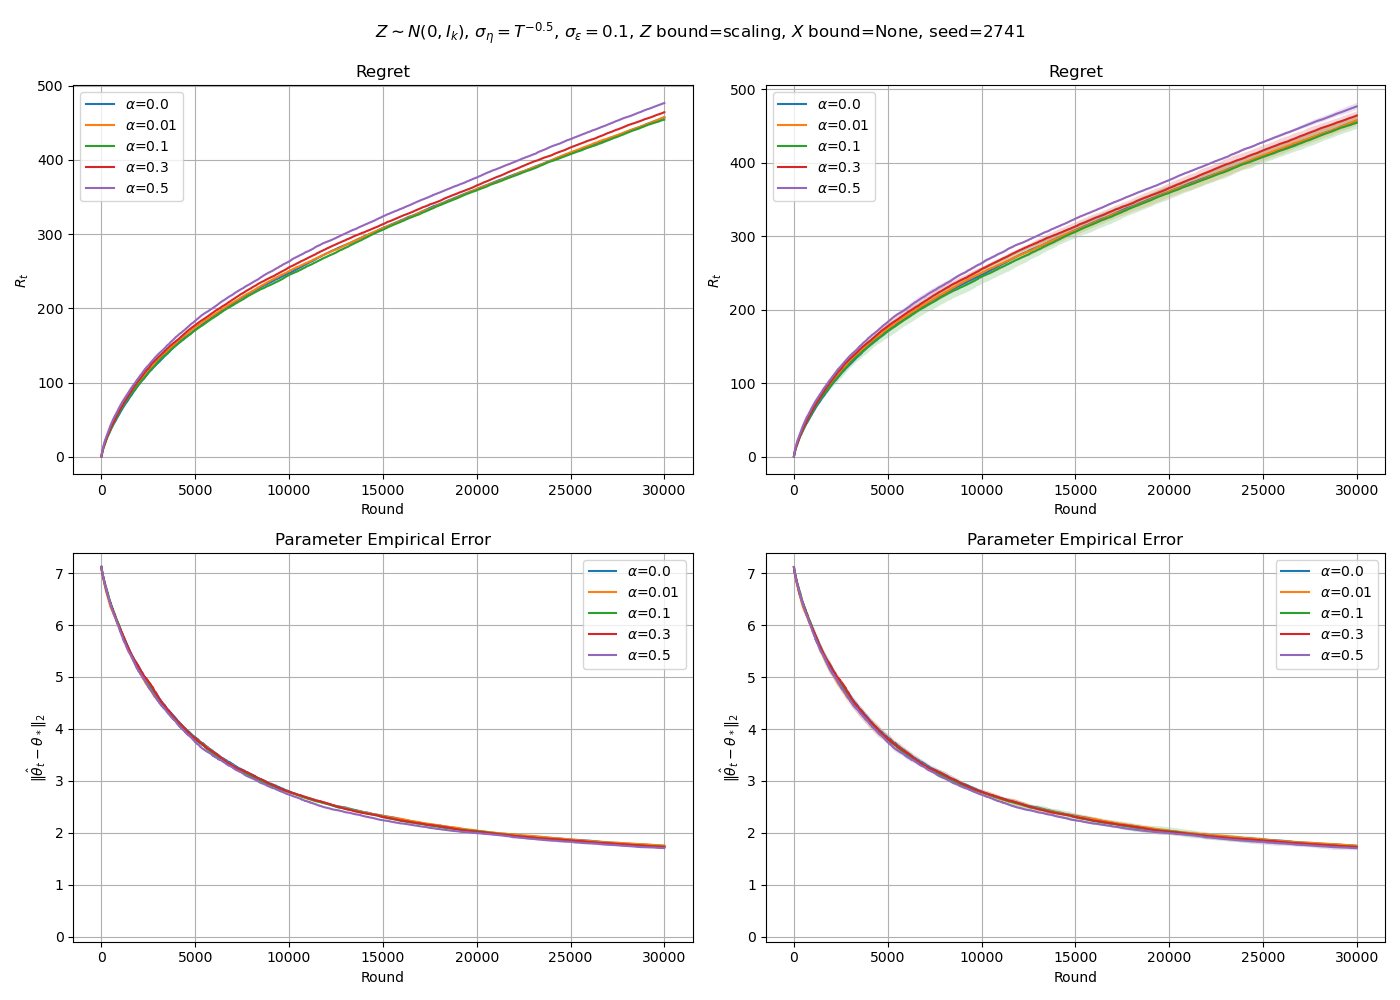 Z ∼ N(0, I_k), σ_η = T^{−0.5}, σ_ε = 0.1, Z bound=scaling, X bound=None, seed=2741
Regret
500
400
300
200
100
0
R_t
α=0.0
α=0.01
α=0.1
α=0.3
α=0.5
0 5000 10000 15000 20000 25000 30000
Round
Regret
500
400
300
200
100
0
R_t
α=0.0
α=0.01
α=0.1
α=0.3
α=0.5
0 5000 10000 15000 20000 25000 30000
Round
Parameter Empirical Error
7
6
5
4
3
2
1
0
‖θ̂_t − θ_*‖_2
α=0.0
α=0.01
α=0.1
α=0.3
α=0.5
0 5000 10000 15000 20000 25000 30000
Round
Parameter Empirical Error
7
6
5
4
3
2
1
0
‖θ̂_t − θ_*‖_2
α=0.0
α=0.01
α=0.1
α=0.3
α=0.5
0 5000 10000 15000 20000 25000 30000
Round